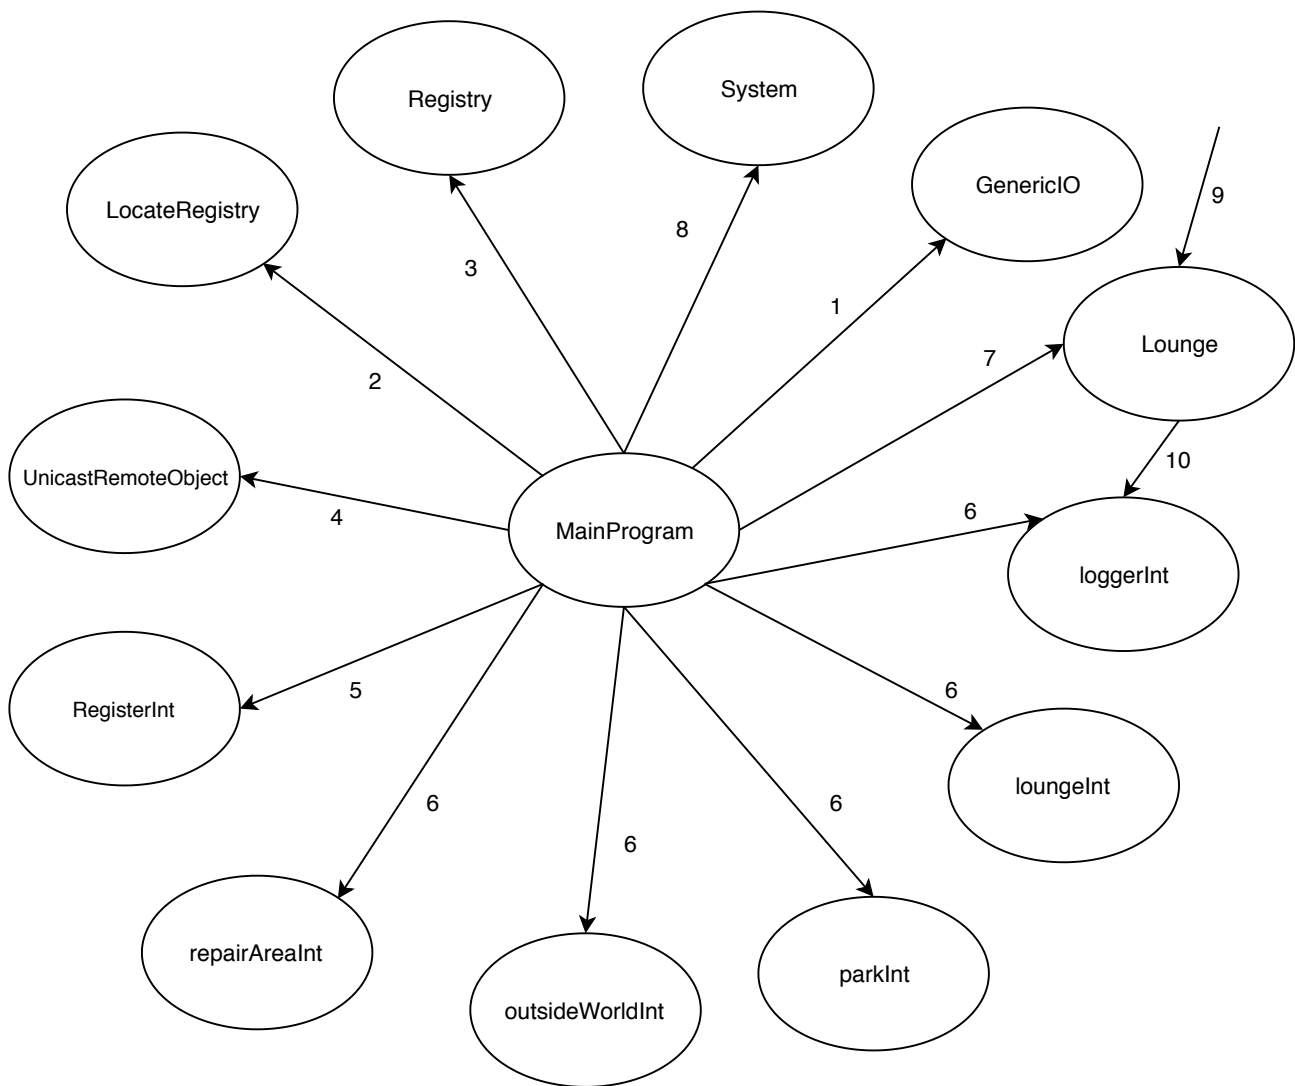 System
Registry
GenericIO
9
LocateRegistry
8
3
1
Lounge
7
2
10
UnicastRemoteObject
6
4
MainProgram
loggerInt
5
6
RegisterInt
loungeInt
6
6
6
repairAreaInt
parkInt
outsideWorldInt